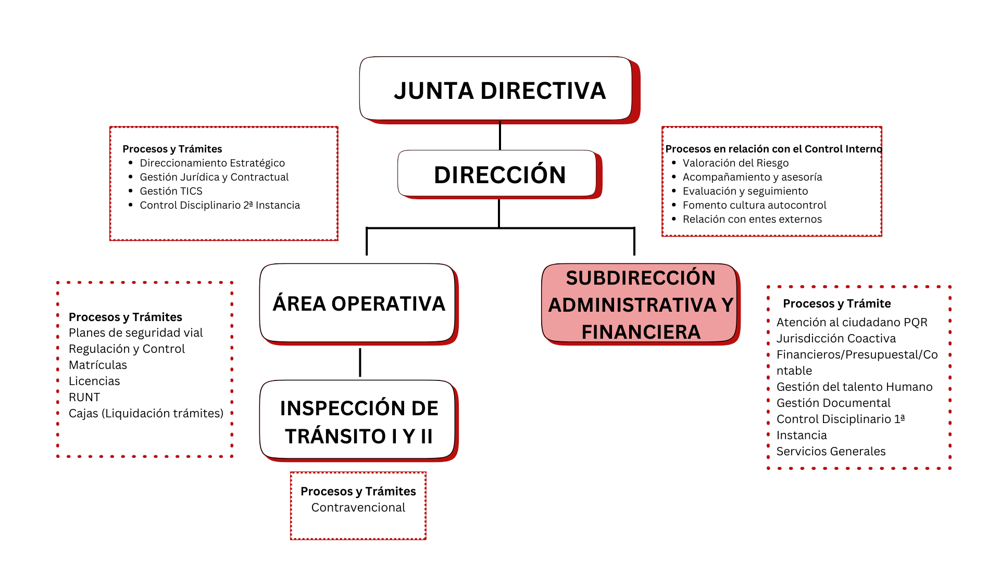 JUNTA DIRECTIVA
Procesos y Trámites
Direccionamiento Estratégico
Gestión Jurídica y Contractual
Gestión TICS
Control Disciplinario 2ª Instancia
DIRECCIÓN
Procesos en relación con el Control Interno
Valoración del Riesgo
Acompañamiento y asesoría
Evaluación y seguimiento
Fomento cultura autocontrol
Relación con entes externos
Procesos y Trámites
Planes de seguridad vial
Regulación y Control
Matrículas
Licencias
RUNT
Cajas (Liquidación trámites)
ÁREA OPERATIVA
SUBDIRECCIÓN
ADMINISTRATIVA Y
FINANCIERA
Procesos y Trámite
Atención al ciudadano PQR
Jurisdicción Coactiva
Financieros/Presupuestal/Co
ntable
Gestión del talento Humano
Gestión Documental
Control Disciplinario 1ª
Instancia
Servicios Generales
INSPECCIÓN DE
TRÁNSITO I Y II
Procesos y Trámites
Contravencional